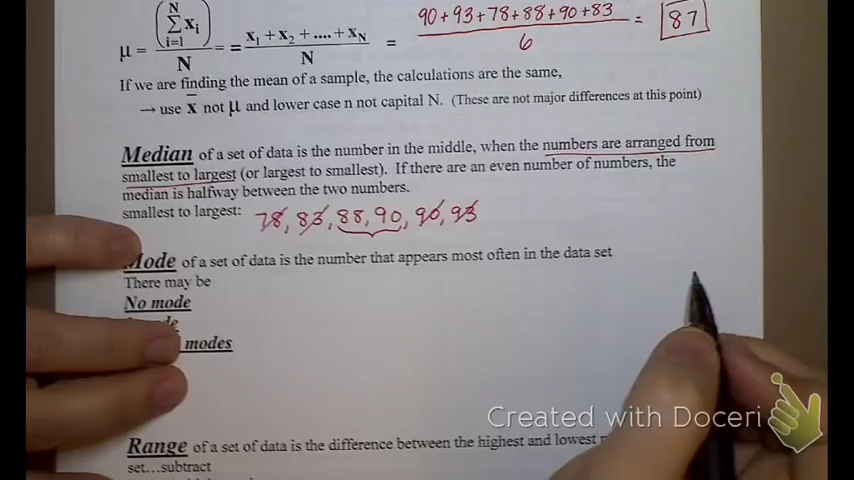 μ = (N Σ i=1 xᵢ) / N = = x₁ + x₂ + .... + x_N / N = 90+93+78+88+90+83 / 6 = 87
If we are finding the mean of a sample, the calculations are the same,
→ use x̄ not μ and lower case n not capital N. (These are not major differences at this point)
Median of a set of data is the number in the middle, when the numbers are arranged from
smallest to largest (or largest to smallest). If there are an even number of numbers, the
median is halfway between the two numbers.
smallest to largest: 78, 83, 88, 90, 90, 93
Mode of a set of data is the number that appears most often in the data set
There may be
No mode
modes
Created with Doceri
Range of a set of data is the difference between the highest and lowest
set…subtract